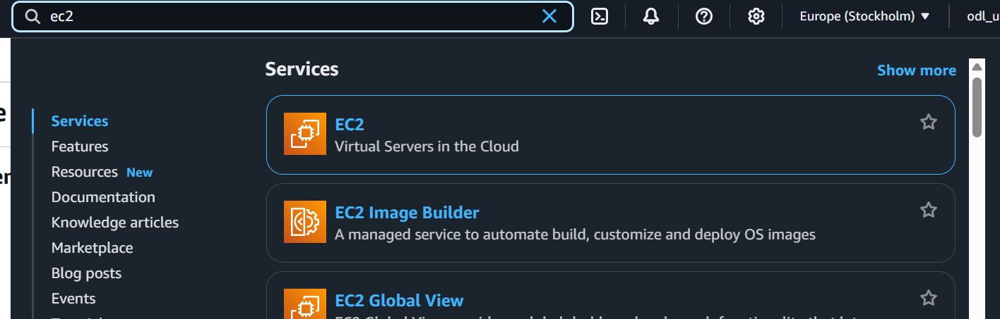 ec2
Europe (Stockholm)
odl_u
Services
Show more
Services
Features
Resources New
Documentation
Knowledge articles
Marketplace
Blog posts
Events
EC2
Virtual Servers in the Cloud
EC2 Image Builder
A managed service to automate build, customize and deploy OS images
EC2 Global View